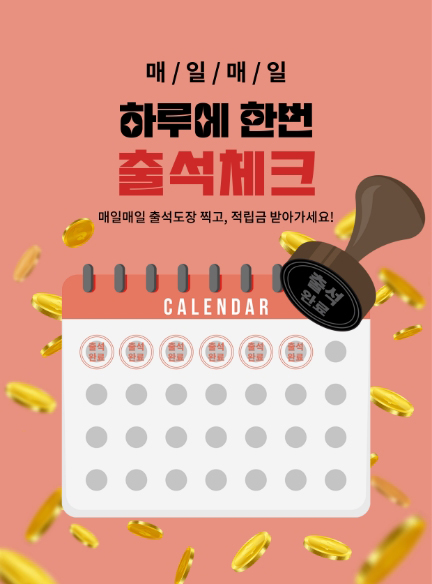 매/일/매/일
하루에 한번
출석체크
매일매일 출석도장 찍고, 적립금 받아가세요!
출석
완료
CALENDAR
출석 출석 출석 출석 출석 출석
완료 완료 완료 완료 완료 완료